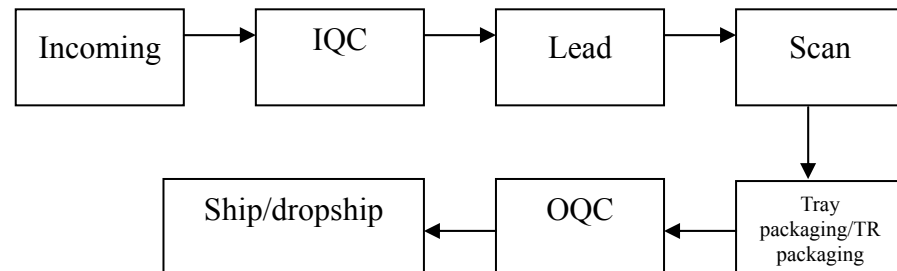 Incoming
IQC
Lead
Scan
Tray
packaging/TR
packaging
OQC
Ship/dropship